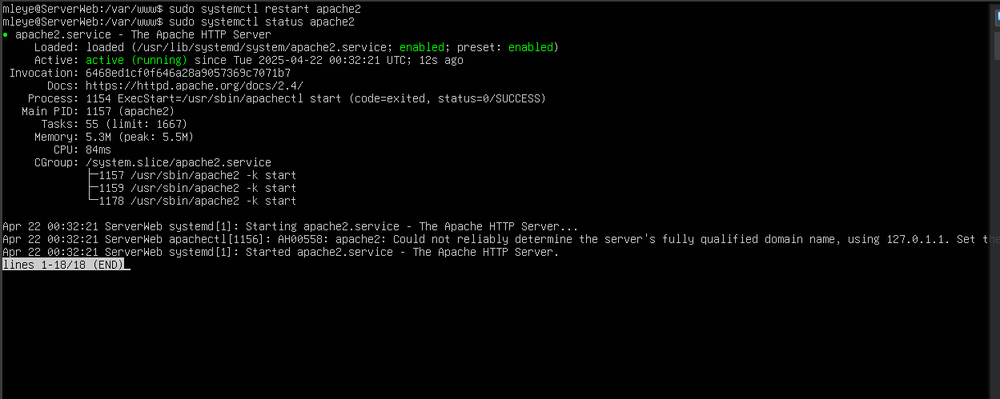 mleye@ServerWeb:/var/www$ sudo systemctl restart apache2
mleye@ServerWeb:/var/www$ sudo systemctl status apache2
● apache2.service - The Apache HTTP Server
     Loaded: loaded (/usr/lib/systemd/system/apache2.service; enabled; preset: enabled)
     Active: active (running) since Tue 2025-04-22 00:32:21 UTC; 12s ago
 Invocation: 6468ed1cf0f646a28a9057369c7071b7
       Docs: https://httpd.apache.org/docs/2.4/
    Process: 1154 ExecStart=/usr/sbin/apachectl start (code=exited, status=0/SUCCESS)
   Main PID: 1157 (apache2)
      Tasks: 55 (limit: 1667)
     Memory: 5.3M (peak: 5.5M)
        CPU: 84ms
     CGroup: /system.slice/apache2.service
             ├─1157 /usr/sbin/apache2 -k start
             ├─1159 /usr/sbin/apache2 -k start
             └─1178 /usr/sbin/apache2 -k start

Apr 22 00:32:21 ServerWeb systemd[1]: Starting apache2.service - The Apache HTTP Server...
Apr 22 00:32:21 ServerWeb apachectl[1156]: AH00558: apache2: Could not reliably determine the server's fully qualified domain name, using 127.0.1.1. Set the
Apr 22 00:32:21 ServerWeb systemd[1]: Started apache2.service - The Apache HTTP Server.
lines 1-18/18 (END)